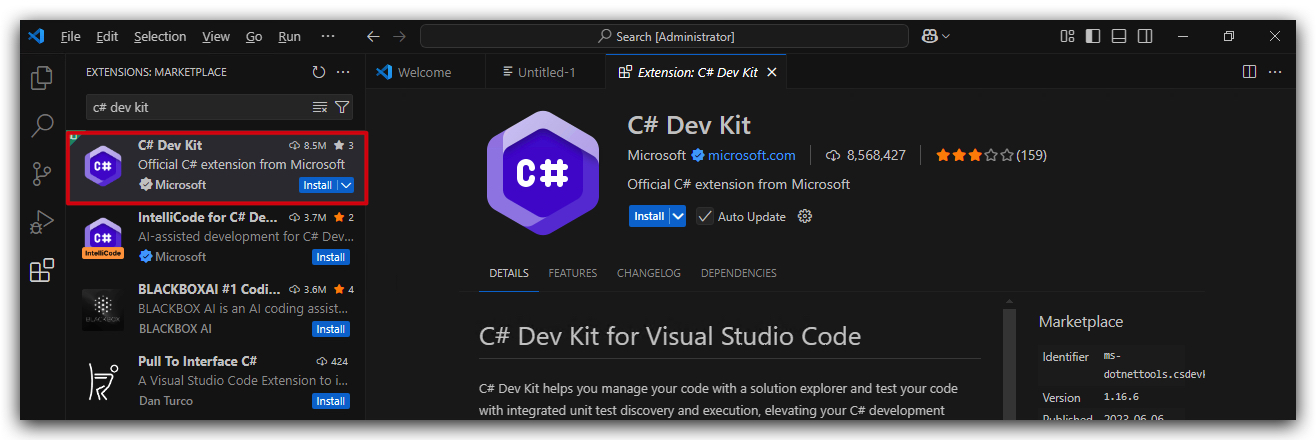 File Edit Selection View Go Run ··· Search [Administrator]
EXTENSIONS: MARKETPLACE
c# dev kit
C# Dev Kit 8.5M 3
Official C# extension from Microsoft
Microsoft Install
IntelliCode for C# De... 3.7M 2
AI-assisted development for C# Dev...
IntelliCode
Microsoft Install
BLACKBOXAI #1 Codi... 3.6M 4
BLACKBOX AI is an AI coding assist...
BLACKBOX
BLACKBOX AI Install
Pull To Interface C# 424
A Visual Studio Code Extension to i...
Dan Turco Install
Welcome Untitled-1 Extension: C# Dev Kit
C#
C# Dev Kit
Microsoft microsoft.com 8,568,427 (159)
Official C# extension from Microsoft
Install Auto Update
DETAILS FEATURES CHANGELOG DEPENDENCIES
C# Dev Kit for Visual Studio Code
C# Dev Kit helps you manage your code with a solution explorer and test your code
with integrated unit test discovery and execution, elevating your C# development
Marketplace
Identifier ms-
dotnettools.csdevk
Version 1.16.6
Published 2023-06-06,